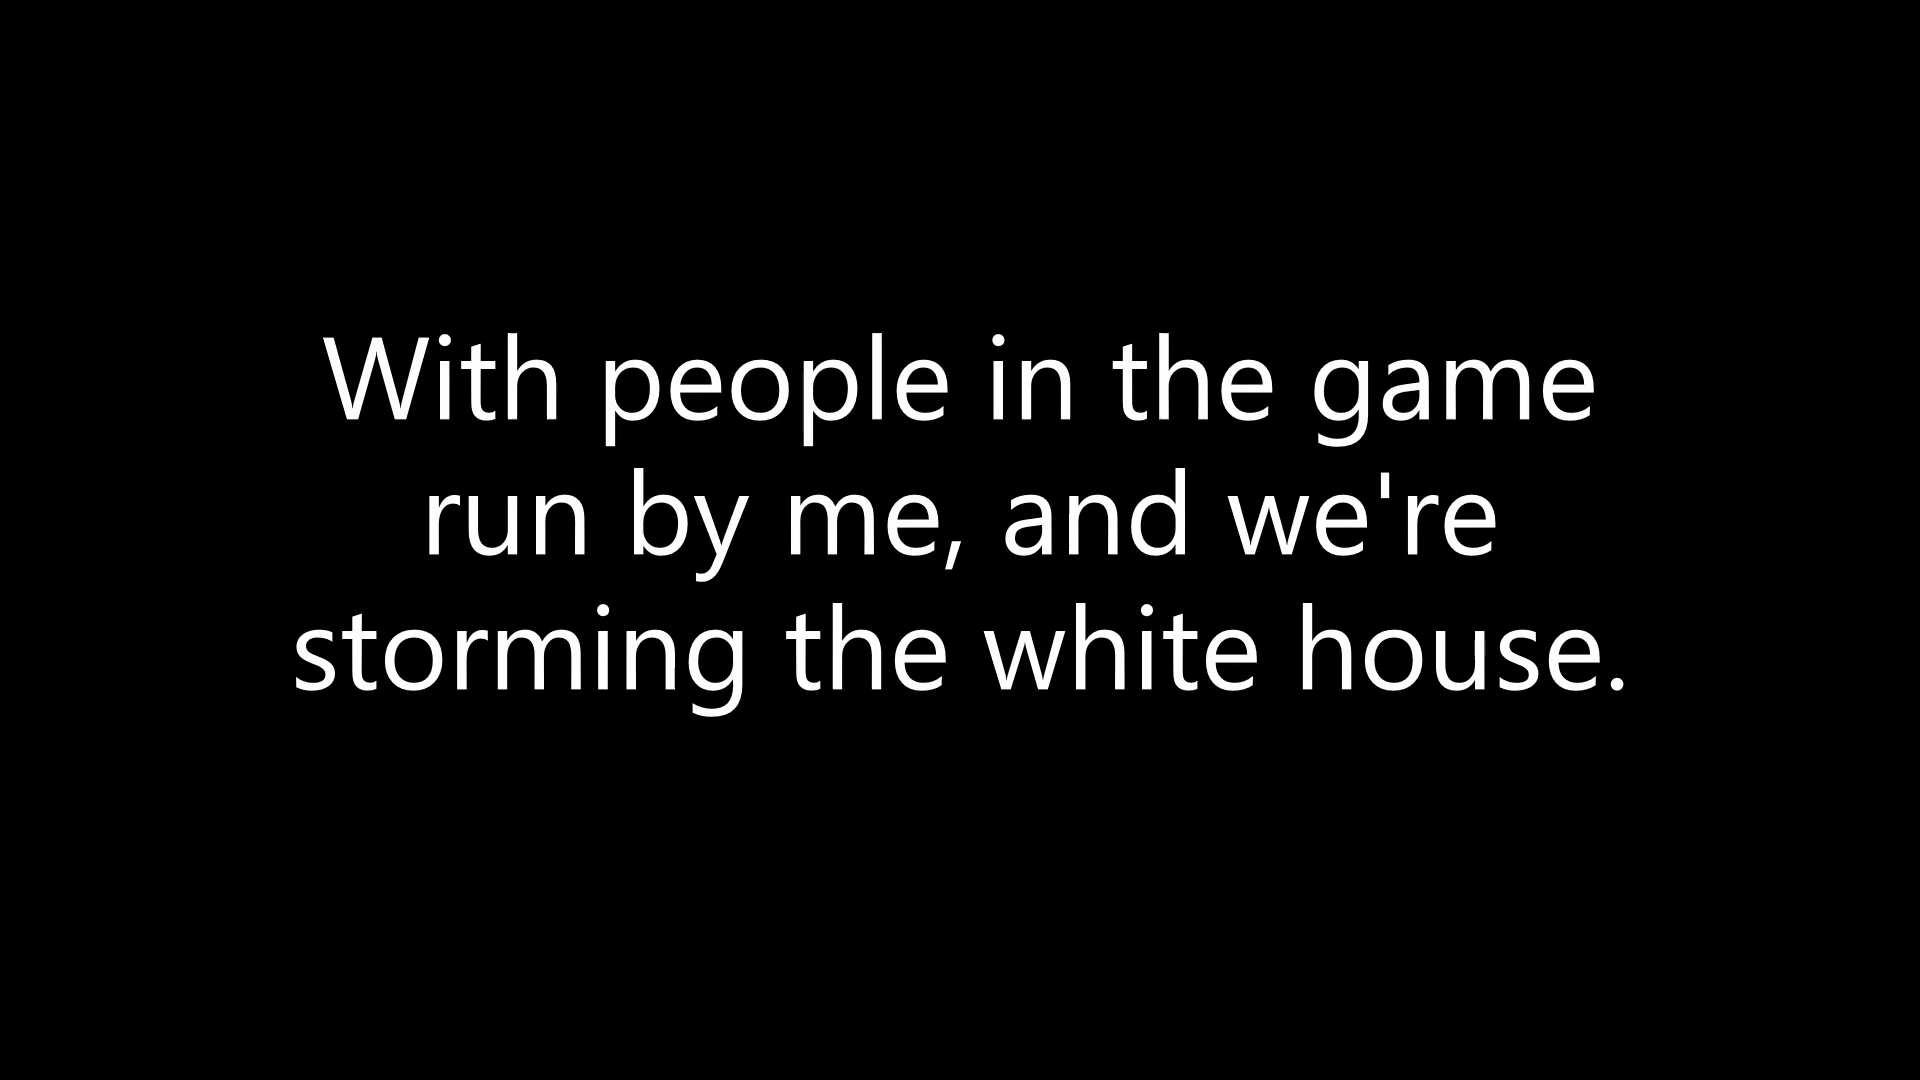 With people in the game
run by me, and we're
storming the white house.